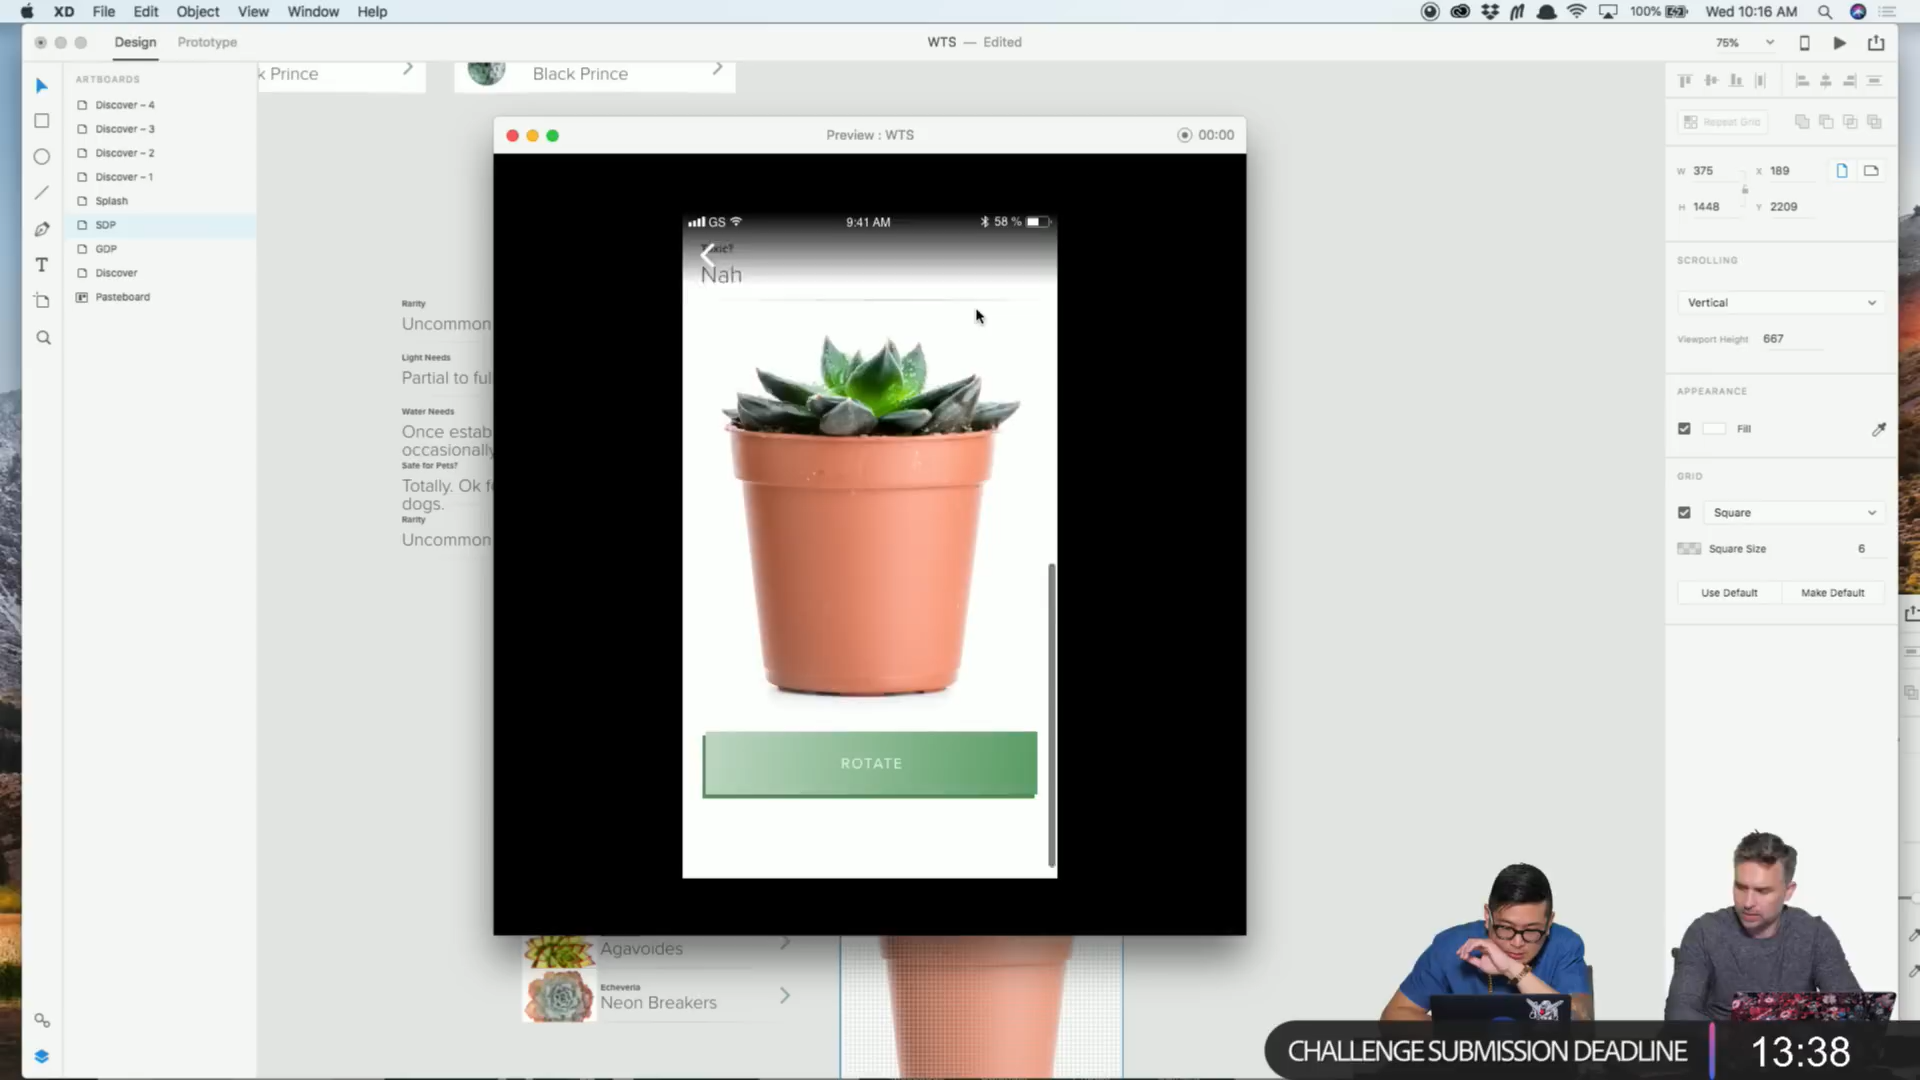 XD File Edit Object View Window Help
100% Wed 10:16 AM
Design Prototype
WTS — Edited
75%
ARTBOARDS
Discover – 4
Discover – 3
Discover – 2
Discover – 1
Splash
SDP
GDP
Discover
Pasteboard
k Prince
Black Prince
Rarity
Uncommon
Light Needs
Partial to ful
Water Needs
Once estab
occasionally
Safe for Pets?
Totally. Ok f
dogs.
Rarity
Uncommon
Preview : WTS
00:00
GS 9:41 AM 58 %
Toxic?
Nah
ROTATE
Agavoides
Echeveria
Neon Breakers
Repeat Grid
W 375 X 189
H 1448 Y 2209
SCROLLING
Vertical
Viewport Height 667
APPEARANCE
Fill
GRID
Square
Square Size 6
Use Default Make Default
CHALLENGE SUBMISSION DEADLINE 13:38